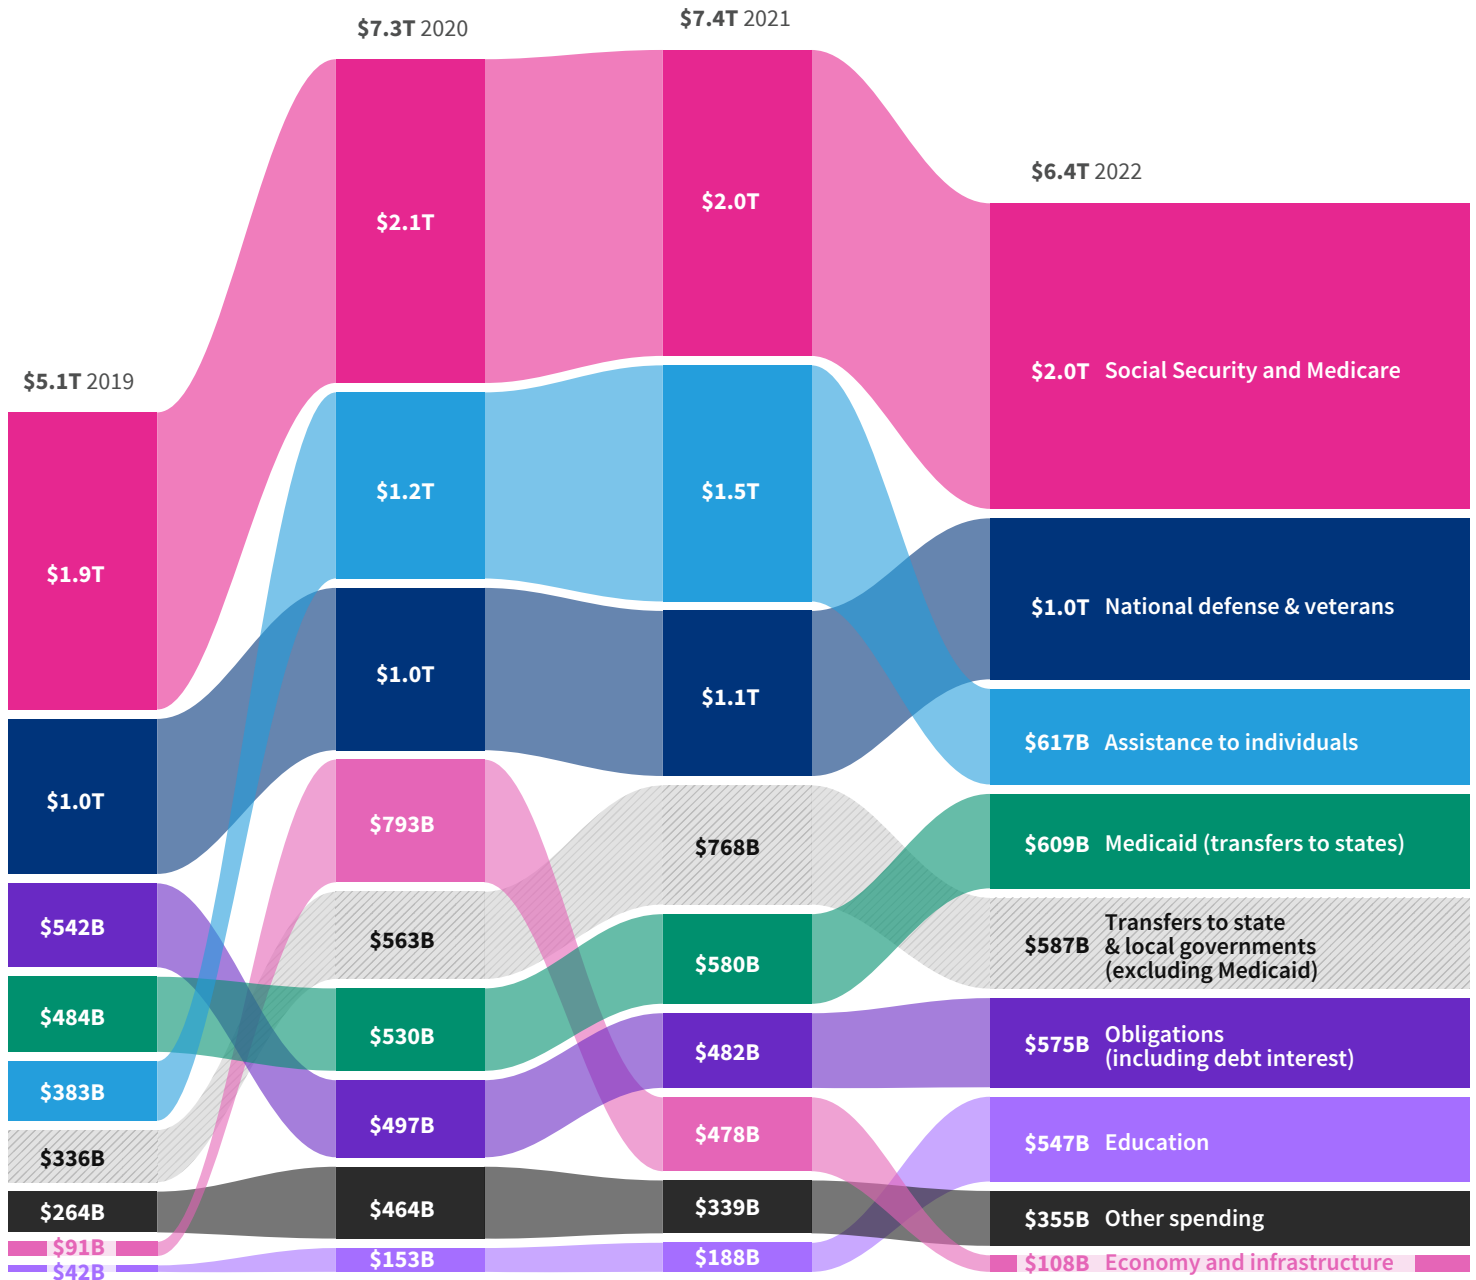 $5.1T 2019
$1.9T
$1.0T
$542B
$484B
$383B
$336B
$264B
$91B
$42B
$7.3T 2020
$2.1T
$1.2T
$1.0T
$793B
$563B
$530B
$497B
$464B
$153B
$7.4T 2021
$2.0T
$1.5T
$1.1T
$768B
$580B
$482B
$478B
$339B
$188B
$6.4T 2022
$2.0T Social Security and Medicare
$1.0T National defense & veterans
$617B Assistance to individuals
$609B Medicaid (transfers to states)
Transfers to state
$587B & local governments
(excluding Medicaid)
$575B Obligations
(including debt interest)
$547B Education
$355B Other spending
$108B Economy and infrastructure